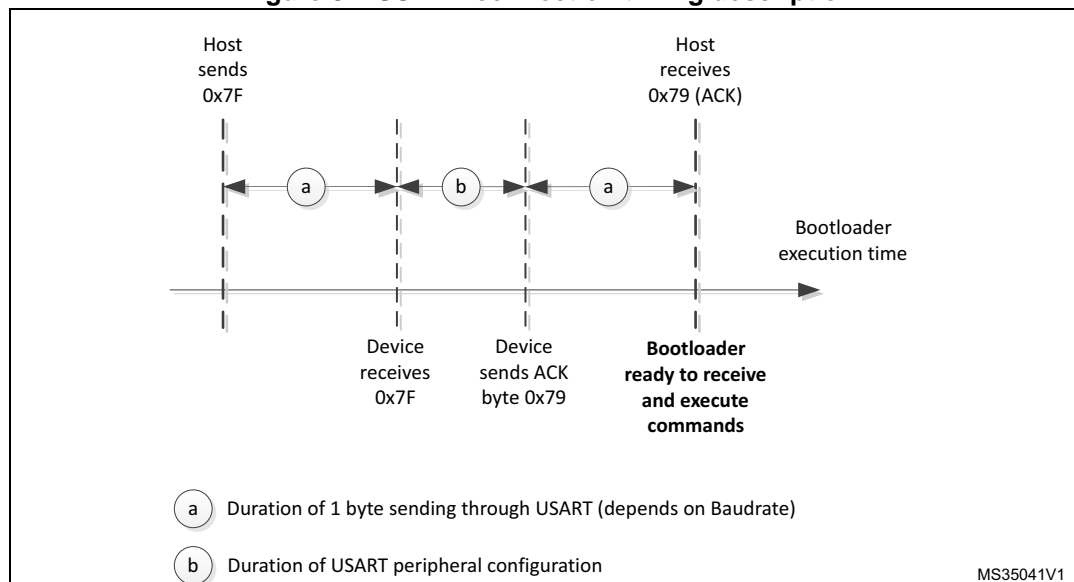 Host
sends
0x7F
Host
receives
0x79 (ACK)
a
b
a
Bootloader
execution time
Device
receives
0x7F
Device
sends ACK
byte 0x79
Bootloader
ready to receive
and execute
commands
a Duration of 1 byte sending through USART (depends on Baudrate)
b Duration of USART peripheral configuration
MS35041V1